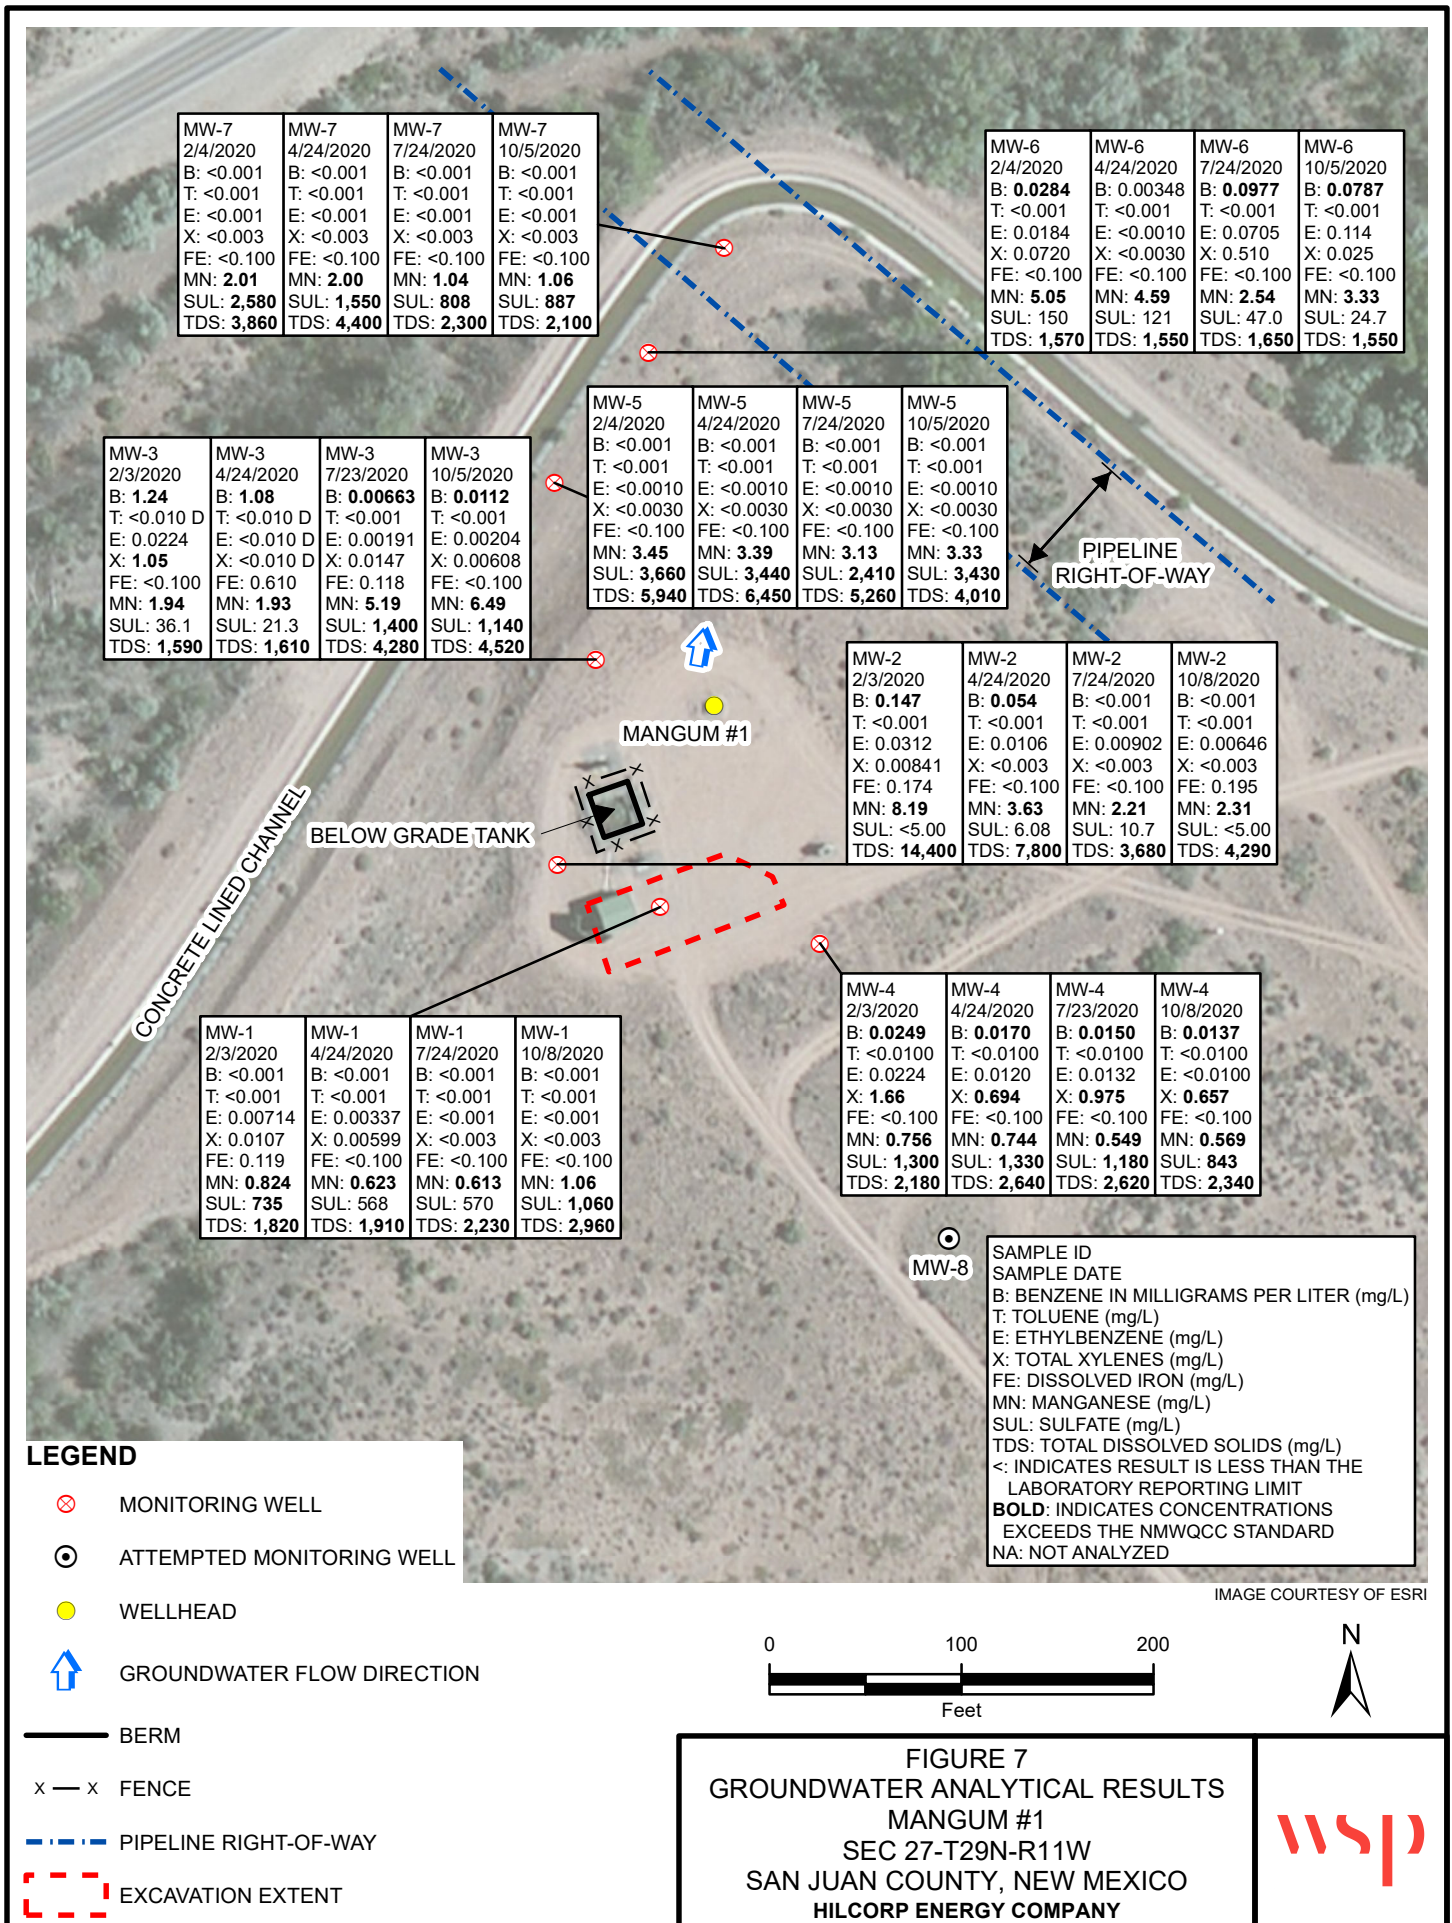 MW-7
2/4/2020
B: <0.001
T: <0.001
E: <0.001
X: <0.003
FE: <0.100
MN: 2.01
SUL: 2,580
TDS: 3,860
MW-7
4/24/2020
B: <0.001
T: <0.001
E: <0.001
X: <0.003
FE: <0.100
MN: 2.00
SUL: 1,550
TDS: 4,400
MW-7
7/24/2020
B: <0.001
T: <0.001
E: <0.001
X: <0.003
FE: <0.100
MN: 1.04
SUL: 808
TDS: 2,300
MW-7
10/5/2020
B: <0.001
T: <0.001
E: <0.001
X: <0.003
FE: <0.100
MN: 1.06
SUL: 887
TDS: 2,100
MW-6
2/4/2020
B: 0.0284
T: <0.001
E: 0.0184
X: 0.0720
FE: <0.100
MN: 5.05
SUL: 150
TDS: 1,570
MW-6
4/24/2020
B: 0.00348
T: <0.001
E: <0.0010
X: <0.0030
FE: <0.100
MN: 4.59
SUL: 121
TDS: 1,550
MW-6
7/24/2020
B: 0.0977
T: <0.001
E: 0.0705
X: 0.510
FE: <0.100
MN: 2.54
SUL: 47.0
TDS: 1,650
MW-6
10/5/2020
B: 0.0787
T: <0.001
E: 0.114
X: 0.025
FE: <0.100
MN: 3.33
SUL: 24.7
TDS: 1,550
MW-5
2/4/2020
B: <0.001
T: <0.001
E: <0.0010
X: <0.0030
FE: <0.100
MN: 3.45
SUL: 3,660
TDS: 5,940
MW-5
4/24/2020
B: <0.001
T: <0.001
E: <0.0010
X: <0.0030
FE: <0.100
MN: 3.39
SUL: 3,440
TDS: 6,450
MW-5
7/24/2020
B: <0.001
T: <0.001
E: <0.0010
X: <0.0030
FE: <0.100
MN: 3.13
SUL: 2,410
TDS: 5,260
MW-5
10/5/2020
B: <0.001
T: <0.001
E: <0.0010
X: <0.0030
FE: <0.100
MN: 3.33
SUL: 3,430
TDS: 4,010
MW-3
2/3/2020
B: 1.24
T: <0.010 D
E: 0.0224
X: 1.05
FE: <0.100
MN: 1.94
SUL: 36.1
TDS: 1,590
MW-3
4/24/2020
B: 1.08
T: <0.010 D
E: <0.010 D
X: <0.010 D
FE: 0.610
MN: 1.93
SUL: 21.3
TDS: 1,610
MW-3
7/23/2020
B: 0.00663
T: <0.001
E: 0.00191
X: 0.0147
FE: 0.118
MN: 5.19
SUL: 1,400
TDS: 4,280
MW-3
10/5/2020
B: 0.0112
T: <0.001
E: 0.00204
X: 0.00608
FE: <0.100
MN: 6.49
SUL: 1,140
TDS: 4,520
PIPELINE
RIGHT-OF-WAY
MANGUM #1
MW-2
2/3/2020
B: 0.147
T: <0.001
E: 0.0312
X: 0.00841
FE: 0.174
MN: 8.19
SUL: <5.00
TDS: 14,400
MW-2
4/24/2020
B: 0.054
T: <0.001
E: 0.0106
X: <0.003
FE: <0.100
MN: 3.63
SUL: 6.08
TDS: 7,800
MW-2
7/24/2020
B: <0.001
T: <0.001
E: 0.00902
X: <0.003
FE: <0.100
MN: 2.21
SUL: 10.7
TDS: 3,680
MW-2
10/8/2020
B: <0.001
T: <0.001
E: 0.00646
X: <0.003
FE: 0.195
MN: 2.31
SUL: <5.00
TDS: 4,290
BELOW GRADE TANK
X
X
X
X
X
CONCRETE LINED CHANNEL
MW-4
2/3/2020
B: 0.0249
T: <0.0100
E: 0.0224
X: 1.66
FE: <0.100
MN: 0.756
SUL: 1,300
TDS: 2,180
MW-4
4/24/2020
B: 0.0170
T: <0.0100
E: 0.0120
X: 0.694
FE: <0.100
MN: 0.744
SUL: 1,330
TDS: 2,640
MW-4
7/23/2020
B: 0.0150
T: <0.0100
E: 0.0132
X: 0.975
FE: <0.100
MN: 0.549
SUL: 1,180
TDS: 2,620
MW-4
10/8/2020
B: 0.0137
T: <0.0100
E: <0.0100
X: 0.657
FE: <0.100
MN: 0.569
SUL: 843
TDS: 2,340
MW-1
2/3/2020
B: <0.001
T: <0.001
E: 0.00714
X: 0.0107
FE: 0.119
MN: 0.824
SUL: 735
TDS: 1,820
MW-1
4/24/2020
B: <0.001
T: <0.001
E: 0.00337
X: 0.00599
FE: <0.100
MN: 0.623
SUL: 568
TDS: 1,910
MW-1
7/24/2020
B: <0.001
T: <0.001
E: <0.001
X: <0.003
FE: <0.100
MN: 0.613
SUL: 570
TDS: 2,230
MW-1
10/8/2020
B: <0.001
T: <0.001
E: <0.001
X: <0.003
FE: <0.100
MN: 1.06
SUL: 1,060
TDS: 2,960
MW-8
SAMPLE ID
SAMPLE DATE
B: BENZENE IN MILLIGRAMS PER LITER (mg/L)
T: TOLUENE (mg/L)
E: ETHYLBENZENE (mg/L)
X: TOTAL XYLENES (mg/L)
FE: DISSOLVED IRON (mg/L)
MN: MANGANESE (mg/L)
SUL: SULFATE (mg/L)
TDS: TOTAL DISSOLVED SOLIDS (mg/L)
<: INDICATES RESULT IS LESS THAN THE
LABORATORY REPORTING LIMIT
BOLD: INDICATES CONCENTRATIONS
EXCEEDS THE NMWQCC STANDARD
NA: NOT ANALYZED
IMAGE COURTESY OF ESRI
LEGEND
MONITORING WELL
ATTEMPTED MONITORING WELL
WELLHEAD
GROUNDWATER FLOW DIRECTION
BERM
X X FENCE
PIPELINE RIGHT-OF-WAY
EXCAVATION EXTENT
0 100 200
Feet
N
FIGURE 7
GROUNDWATER ANALYTICAL RESULTS
MANGUM #1
SEC 27-T29N-R11W
SAN JUAN COUNTY, NEW MEXICO
HILCORP ENERGY COMPANY
wsp